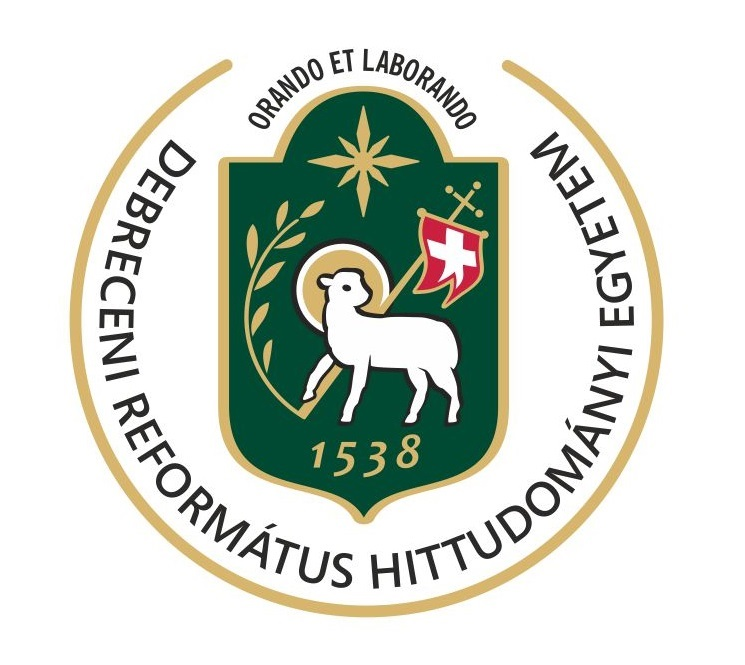 ORANDO ET LABORANDO
DEBRECENI REFORMÁTUS HITTUDOMÁNYI EGYETEM
1538